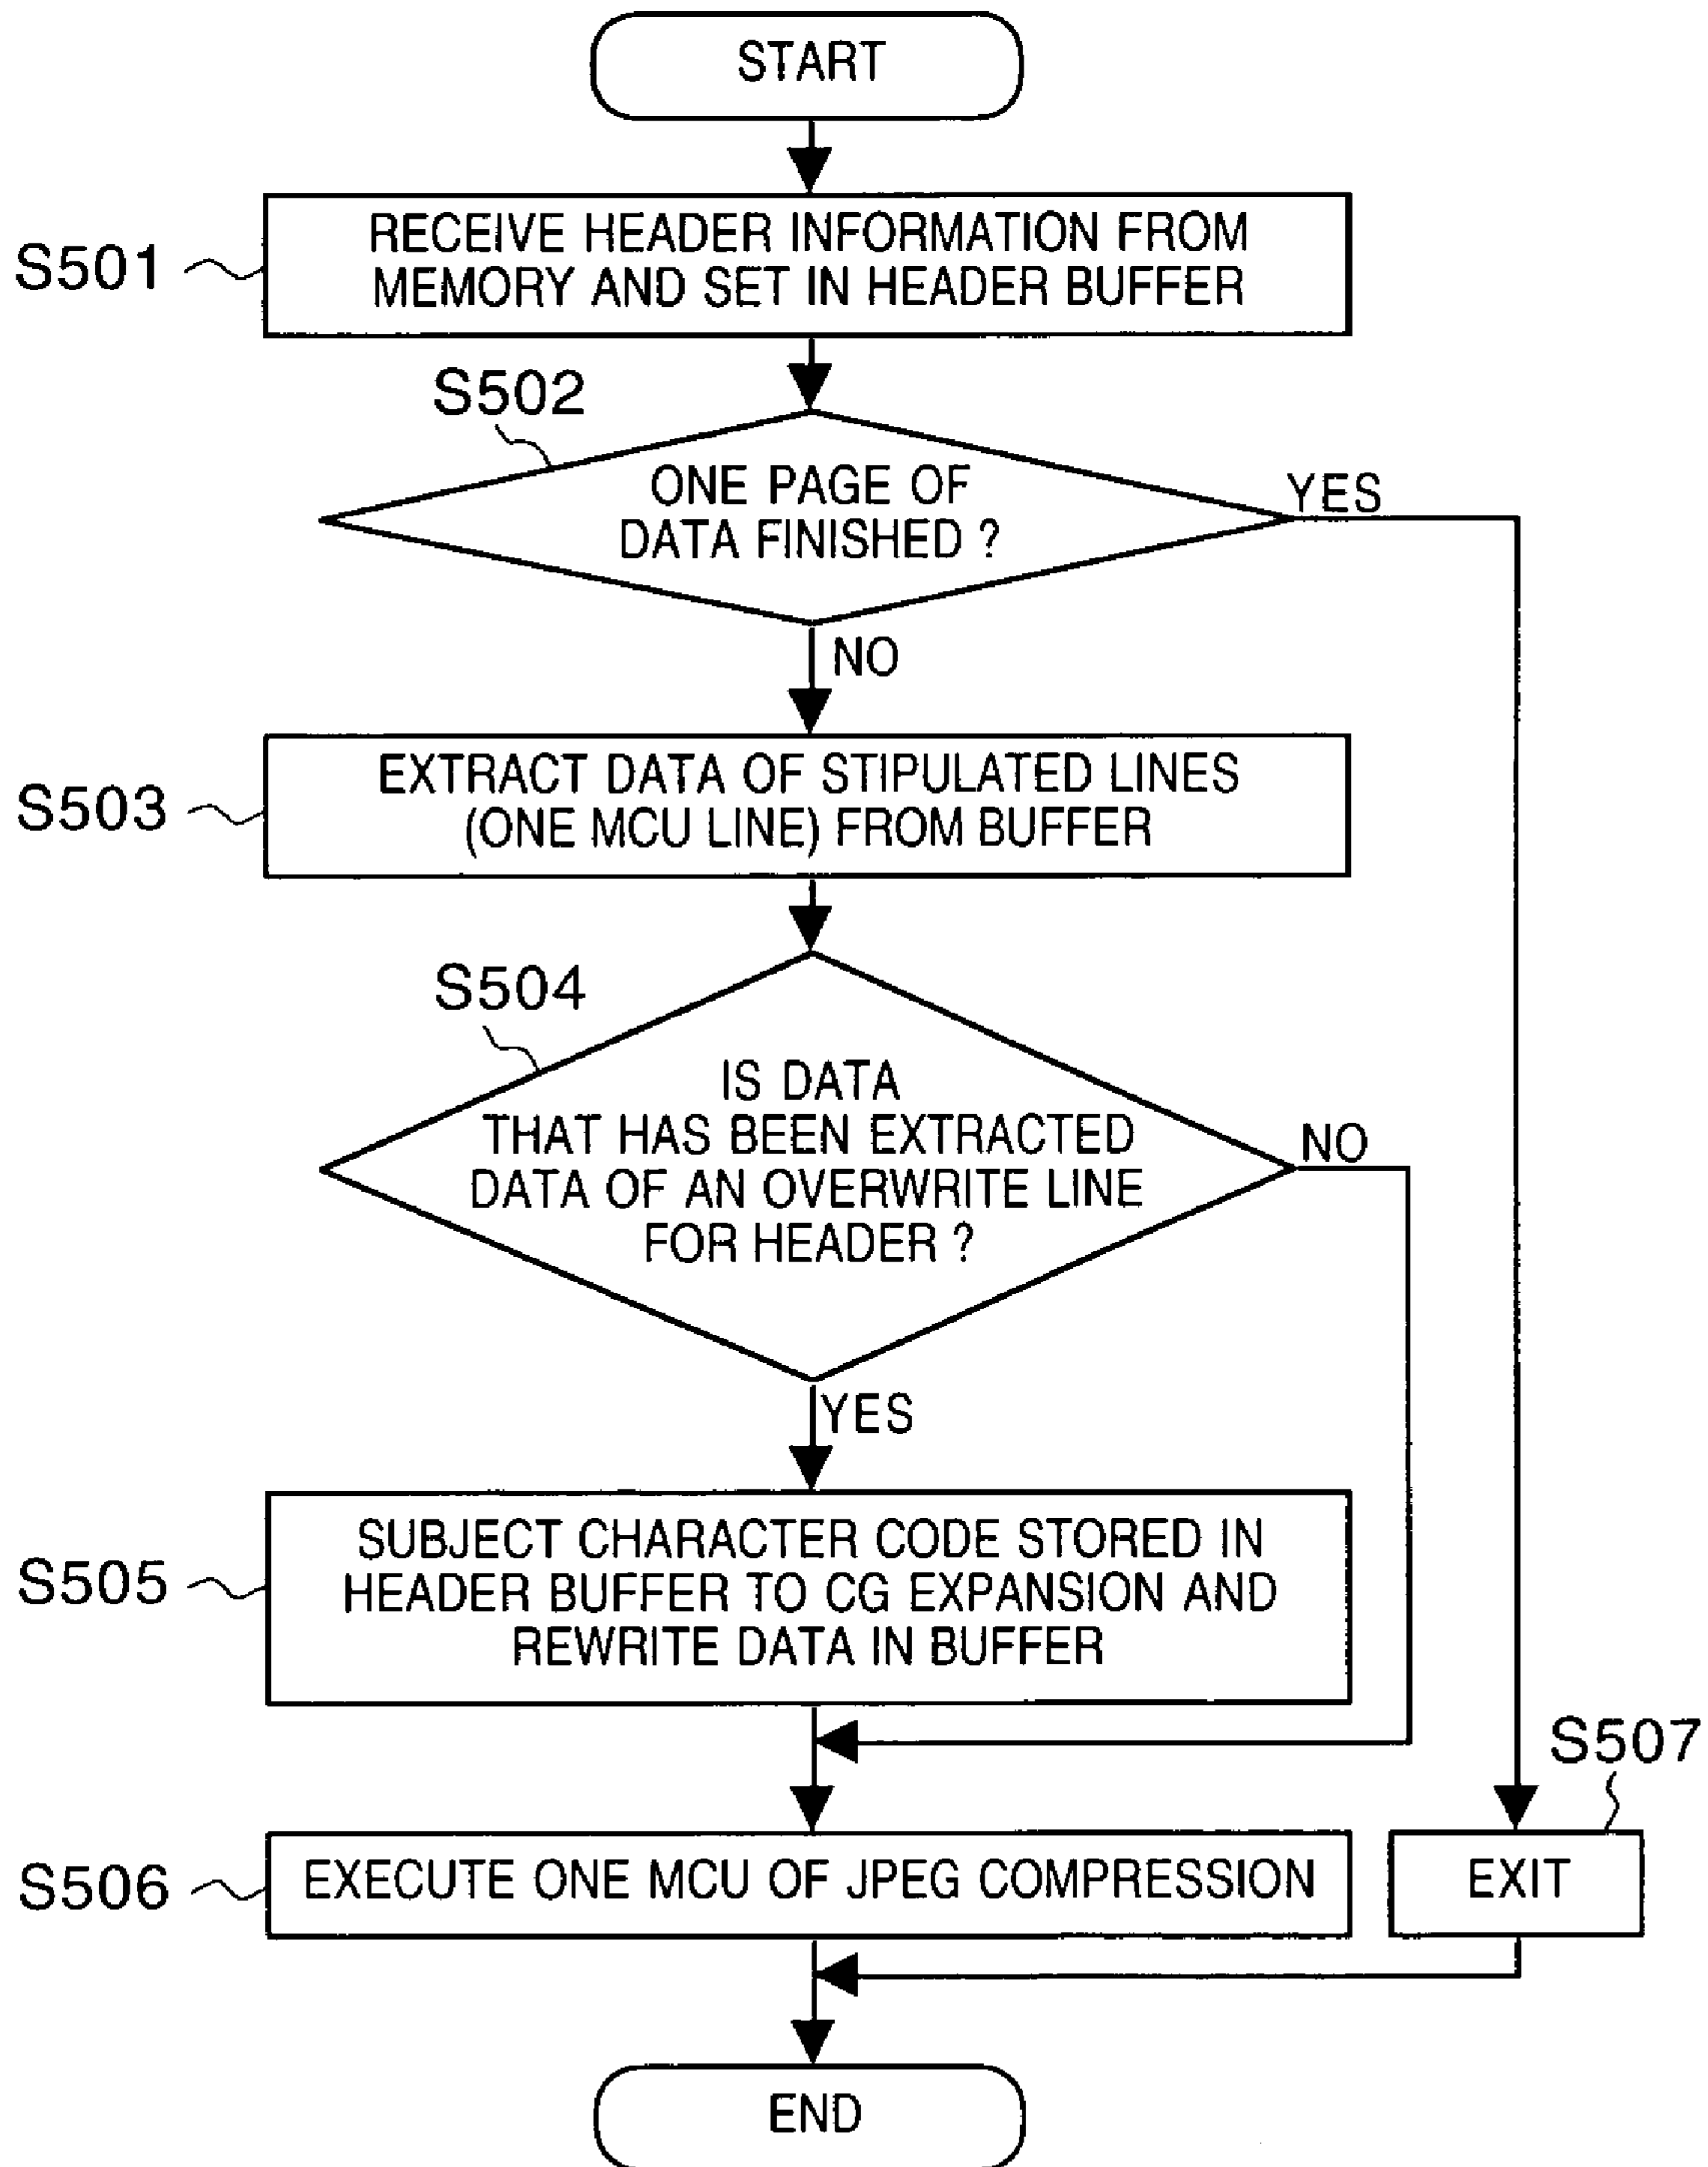 START
S501
RECEIVE HEADER INFORMATION FROM
MEMORY AND SET IN HEADER BUFFER
S502
ONE PAGE OF
DATA FINISHED ?
YES
NO
S503
EXTRACT DATA OF STIPULATED LINES
(ONE MCU LINE) FROM BUFFER
S504
IS DATA
THAT HAS BEEN EXTRACTED
DATA OF AN OVERWRITE LINE
FOR HEADER ?
NO
YES
S505
SUBJECT CHARACTER CODE STORED IN
HEADER BUFFER TO CG EXPANSION AND
REWRITE DATA IN BUFFER
S506
EXECUTE ONE MCU OF JPEG COMPRESSION
S507
EXIT
END